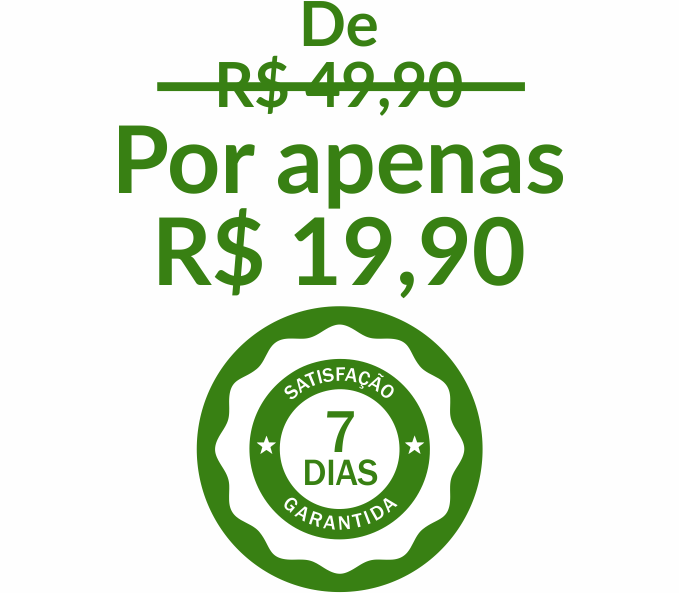 De
R$ 49,90
Por apenas
R$ 19,90
SATISFAÇÃO
7
DIAS
GARANTIDA